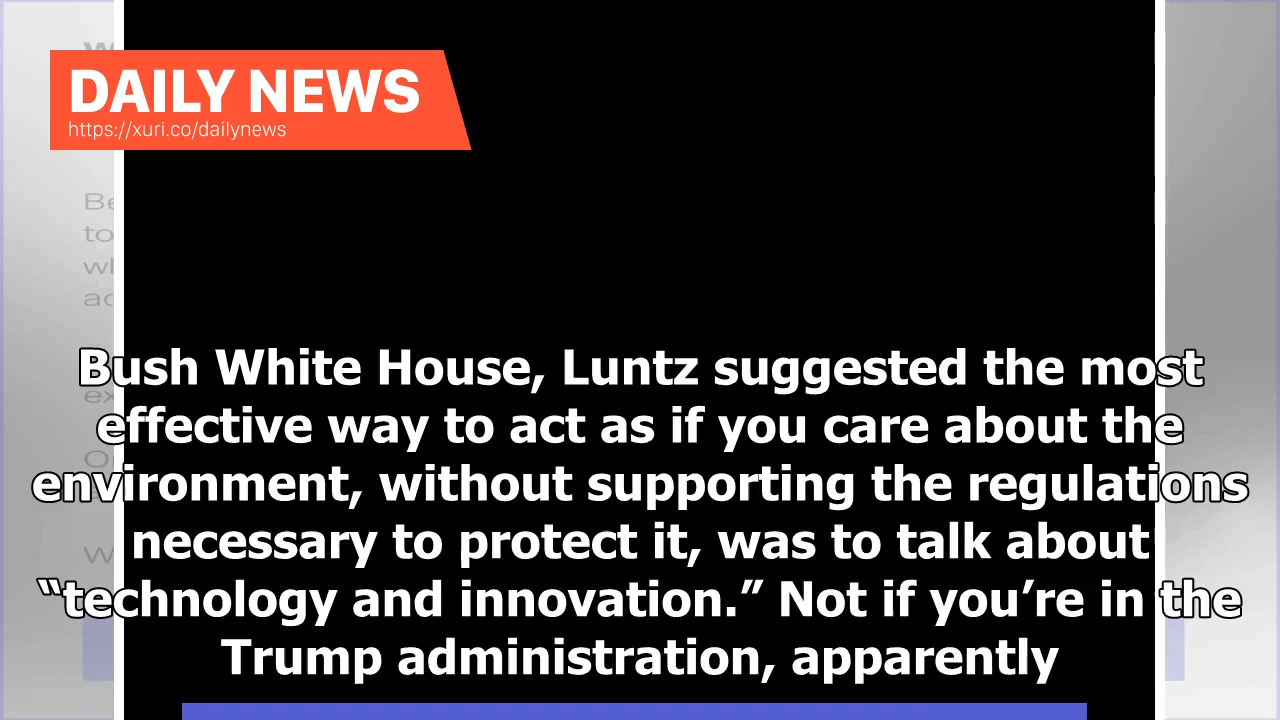 DAILY NEWS
https://xuri.co/dailynews
Bush White House, Luntz suggested the most
effective way to act as if you care about the
environment, without supporting the regulations
necessary to protect it, was to talk about
“technology and innovation.” Not if you’re in the
Trump administration, apparently